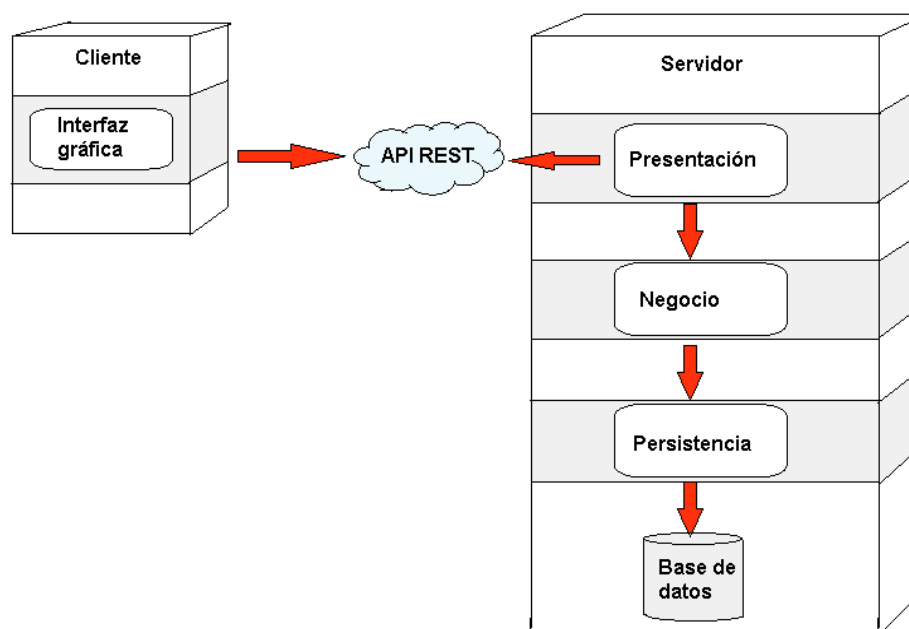 Cliente
Interfaz
gráfica
API REST
Servidor
Presentación
Negocio
Persistencia
Base de
datos